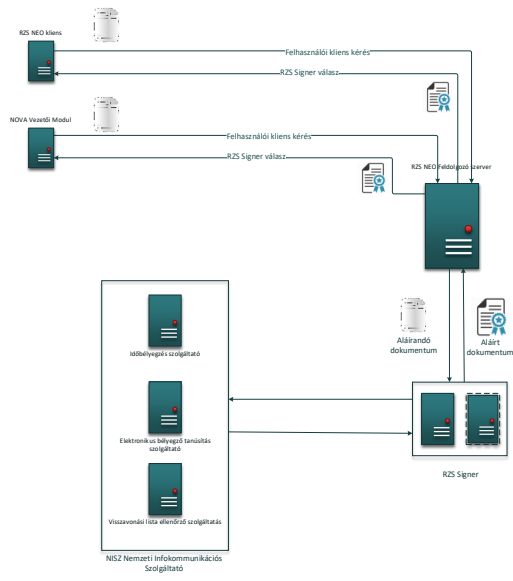 RZS NEO kliens
Felhasználói kliens kérés
RZS Signer válasz
NOVA Vezetői Modul
Felhasználói kliens kérés
RZS Signer válasz
RZS NEO Feldolgozó szerver
Aláírandó
dokumentum
Aláírt
dokumentum
Időbélyegzés szolgáltató
Elektronikus bélyegző tanúsítás
szolgáltató
Visszavonási lista ellenőrző szolgáltatás
RZS Signer
NISZ Nemzeti Infokommunikációs
Szolgáltató